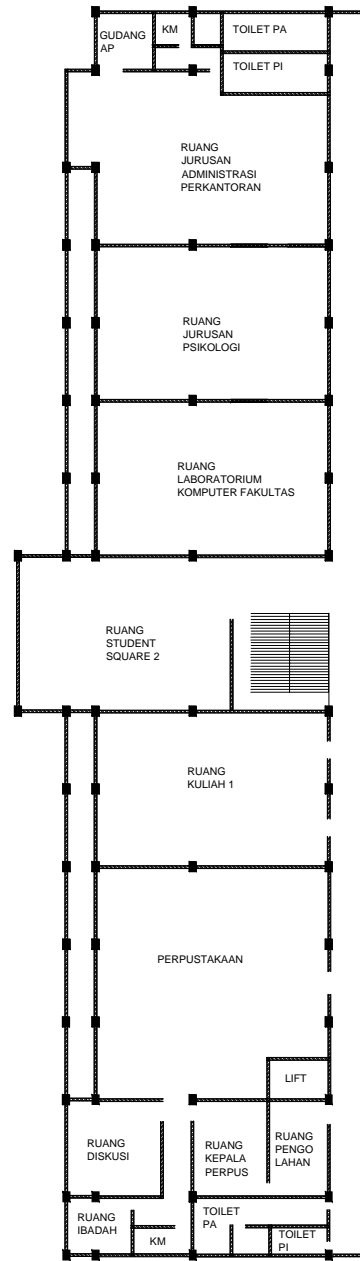 GUDANG
AP
KM
TOILET PA
TOILET PI
RUANG
JURUSAN
ADMINISTRASI
PERKANTORAN
RUANG
JURUSAN
PSIKOLOGI
RUANG
LABORATORIUM
KOMPUTER FAKULTAS
RUANG
STUDENT
SQUARE 2
RUANG
KULIAH 1
PERPUSTAKAAN
LIFT
RUANG
DISKUSI
RUANG
KEPALA
PERPUS
RUANG
PENGO
LAHAN
RUANG
IBADAH
KM
TOILET
PA
TOILET
PI